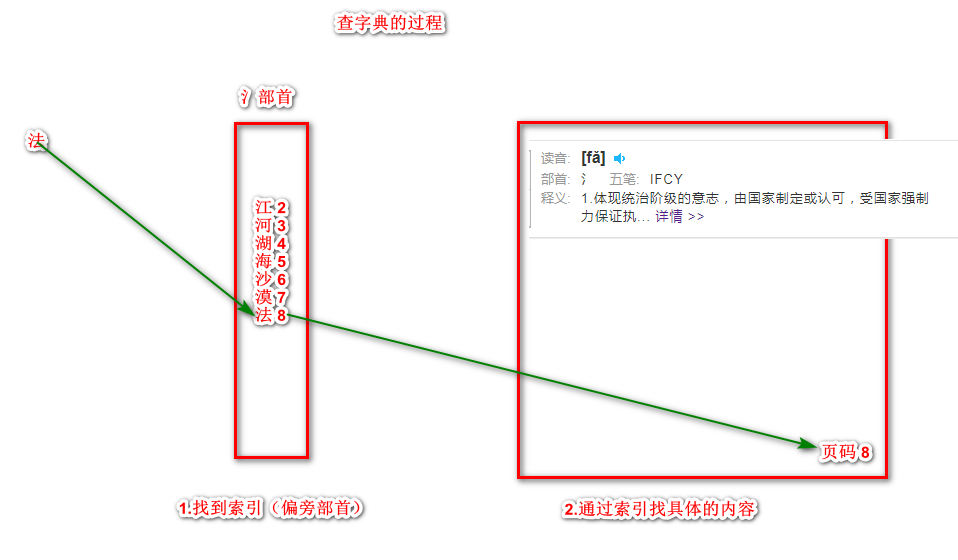 查字典的过程
氵部首
法
江 2
河 3
湖 4
海 5
沙 6
漠 7
法 8
读音: [fǎ]
部首: 氵 五笔: IFCY
释义: 1.体现统治阶级的意志，由国家制定或认可，受国家强制
力保证执... 详情 >>
页码 8
1.找到索引（偏旁部首）
2.通过索引找具体的内容